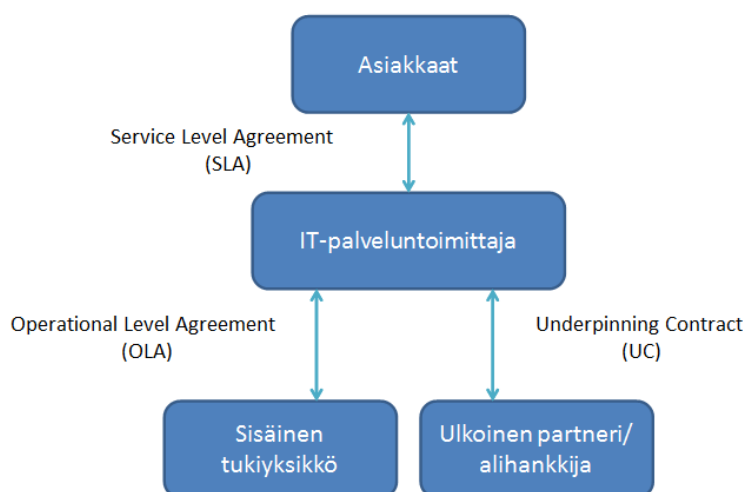 Asiakkaat
Service Level Agreement
(SLA)
IT-palveluntoimittaja
Operational Level Agreement
(OLA)
Underpinning Contract
(UC)
Sisäinen
tukiyksikkö
Ulkoinen partneri/
alihankkija